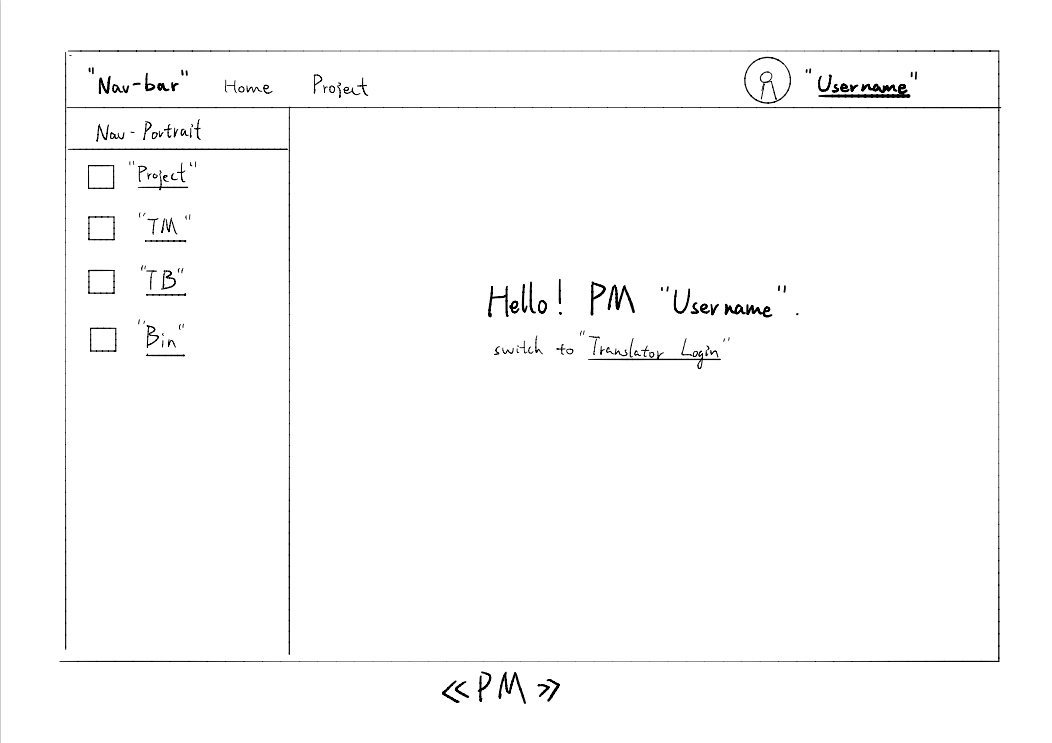 "Nav-bar" Home Project "Username"
Nav-Portrait
"Project"
"TM"
"TB"
"Bin"
Hello! PM "Username".
switch to "Translator Login"
≪PM≫